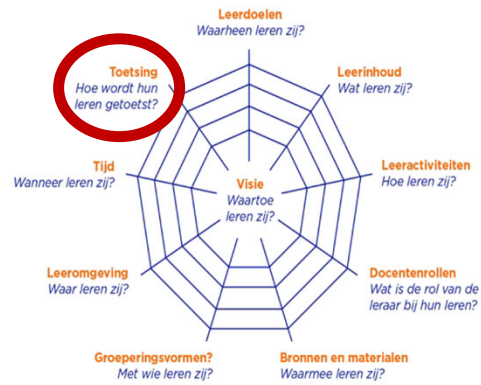 Leerdoelen
Waarheen leren zij?
Toetsing
Hoe wordt hun
leren getoetst?
Leerinhoud
Wat leren zij?
Tijd
Wanneer leren zij?
Visie
Waartoe
leren zij?
Leeractiviteiten
Hoe leren zij?
Leeromgeving
Waar leren zij?
Docentenrollen
Wat is de rol van de
leraar bij hun leren?
Groeperingsvormen?
Met wie leren zij?
Bronnen en materialen
Waarmee leren zij?